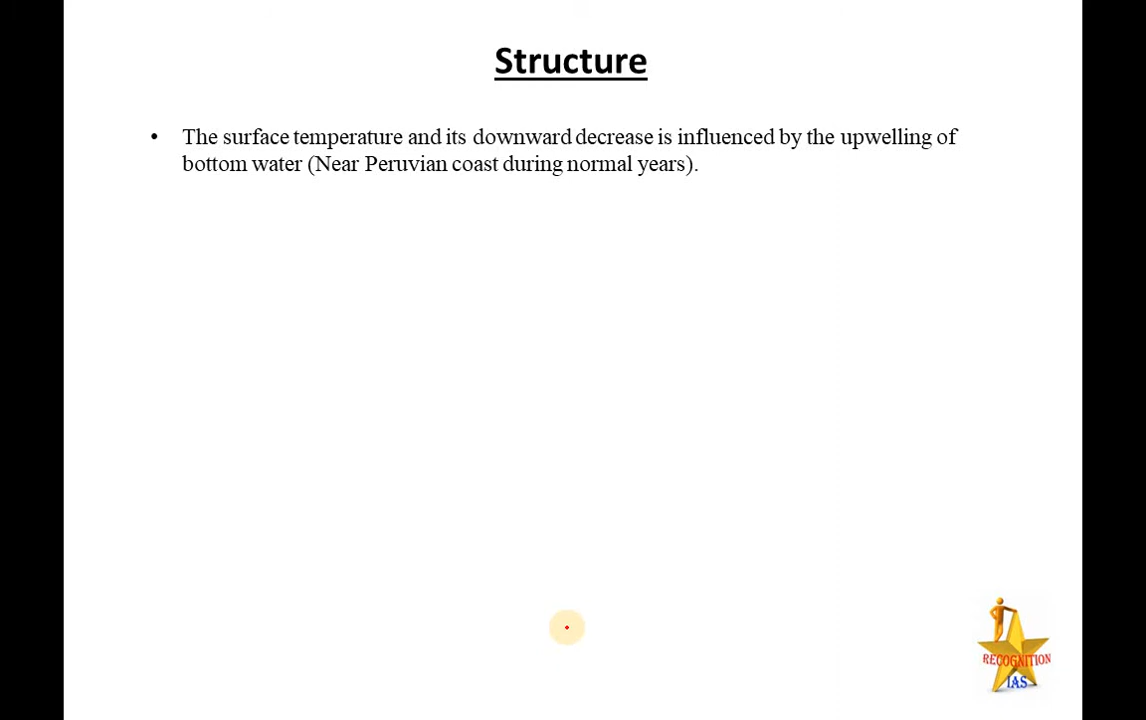 Structure
• The surface temperature and its downward decrease is influenced by the upwelling of
bottom water (Near Peruvian coast during normal years).
RECOGNITION
IAS